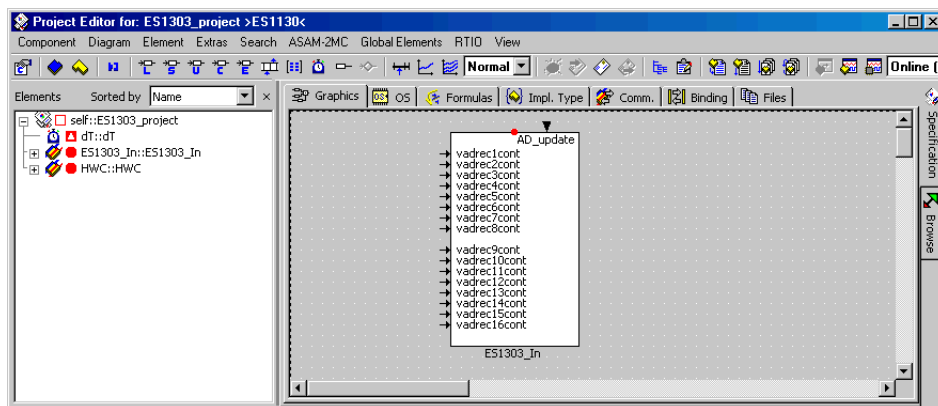 Project Editor for: ES1303_project >ES1130<
Component Diagram Element Extras Search ASAM-2MC Global Elements RTIO View
Normal Online (
Elements Sorted by Name
Graphics OS Formulas Impl. Type Comm. Binding Files
self::ES1303_project
dT::dT
ES1303_In::ES1303_In
HWC::HWC
AD_update
vadrec1cont
vadrec2cont
vadrec3cont
vadrec4cont
vadrec5cont
vadrec6cont
vadrec7cont
vadrec8cont
vadrec9cont
vadrec10cont
vadrec11cont
vadrec12cont
vadrec13cont
vadrec14cont
vadrec15cont
vadrec16cont
ES1303_In
Specification
Browse